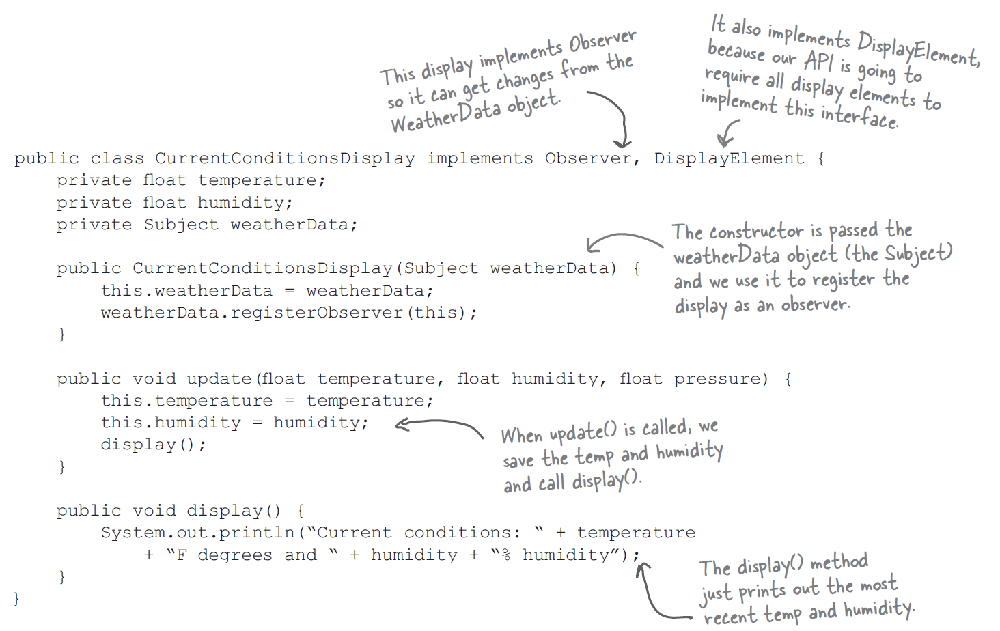 This display implements Observer
so it can get changes from the
WeatherData object.
It also implements DisplayElement,
because our API is going to
require all display elements to
implement this interface.
public class CurrentConditionsDisplay implements Observer, DisplayElement {
private float temperature;
private float humidity;
private Subject weatherData;
The constructor is passed the
weatherData object (the Subject)
and we use it to register the
display as an observer.
public CurrentConditionsDisplay(Subject weatherData) {
this.weatherData = weatherData;
weatherData.registerObserver(this);
}
public void update(float temperature, float humidity, float pressure) {
this.temperature = temperature;
this.humidity = humidity;
display();
}
When update() is called, we
save the temp and humidity
and call display().
public void display() {
System.out.println(“Current conditions: “ + temperature
+ “F degrees and “ + humidity + “% humidity”);
}
}
The display() method
just prints out the most
recent temp and humidity.